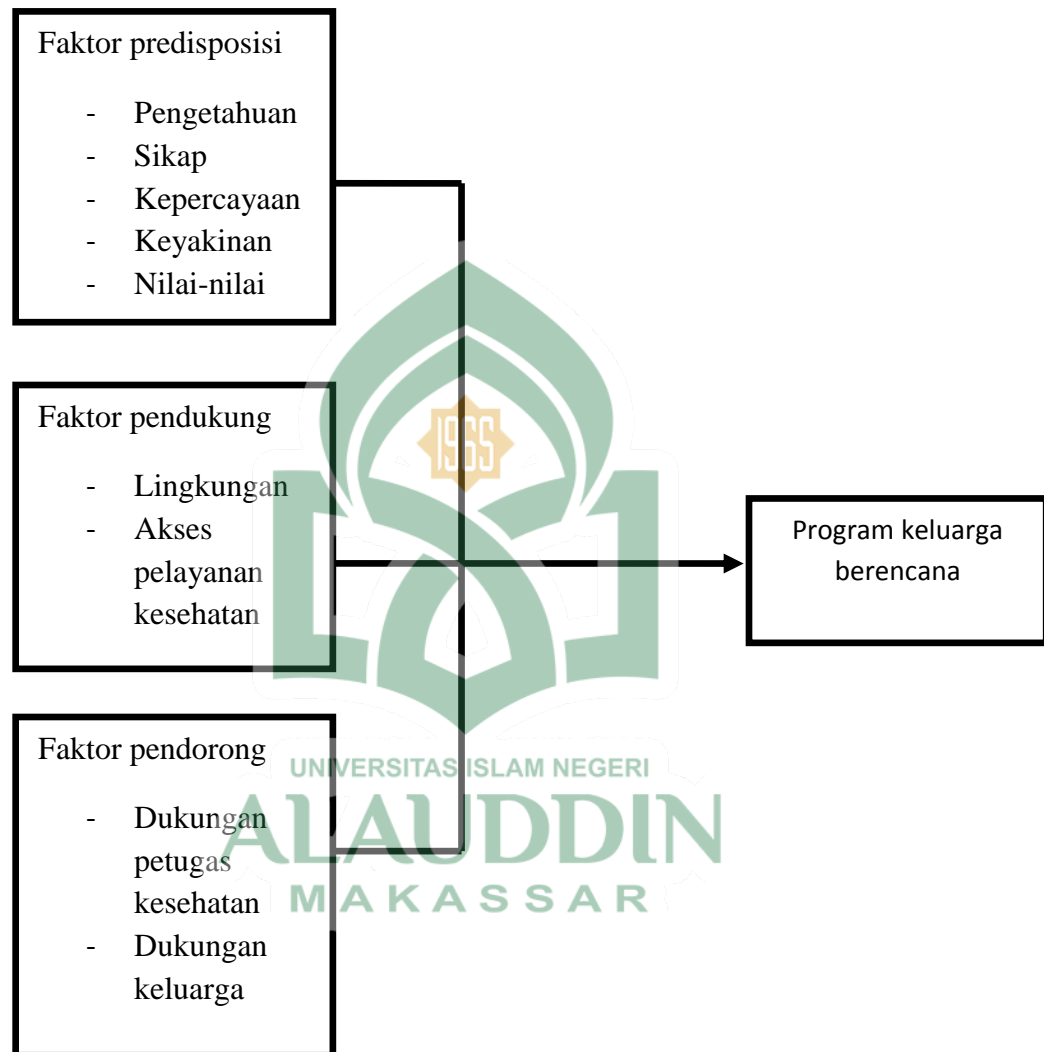 Faktor predisposisi
- Pengetahuan
- Sikap
- Kepercayaan
- Keyakinan
- Nilai-nilai
Faktor pendukung
- Lingkungan
- Akses
pelayanan
kesehatan
Faktor pendorong
- Dukungan
petugas
kesehatan
- Dukungan
keluarga
Program keluarga
berencana
1965
UNIVERSITAS ISLAM NEGERI
ALAUDDIN
MAKASSAR